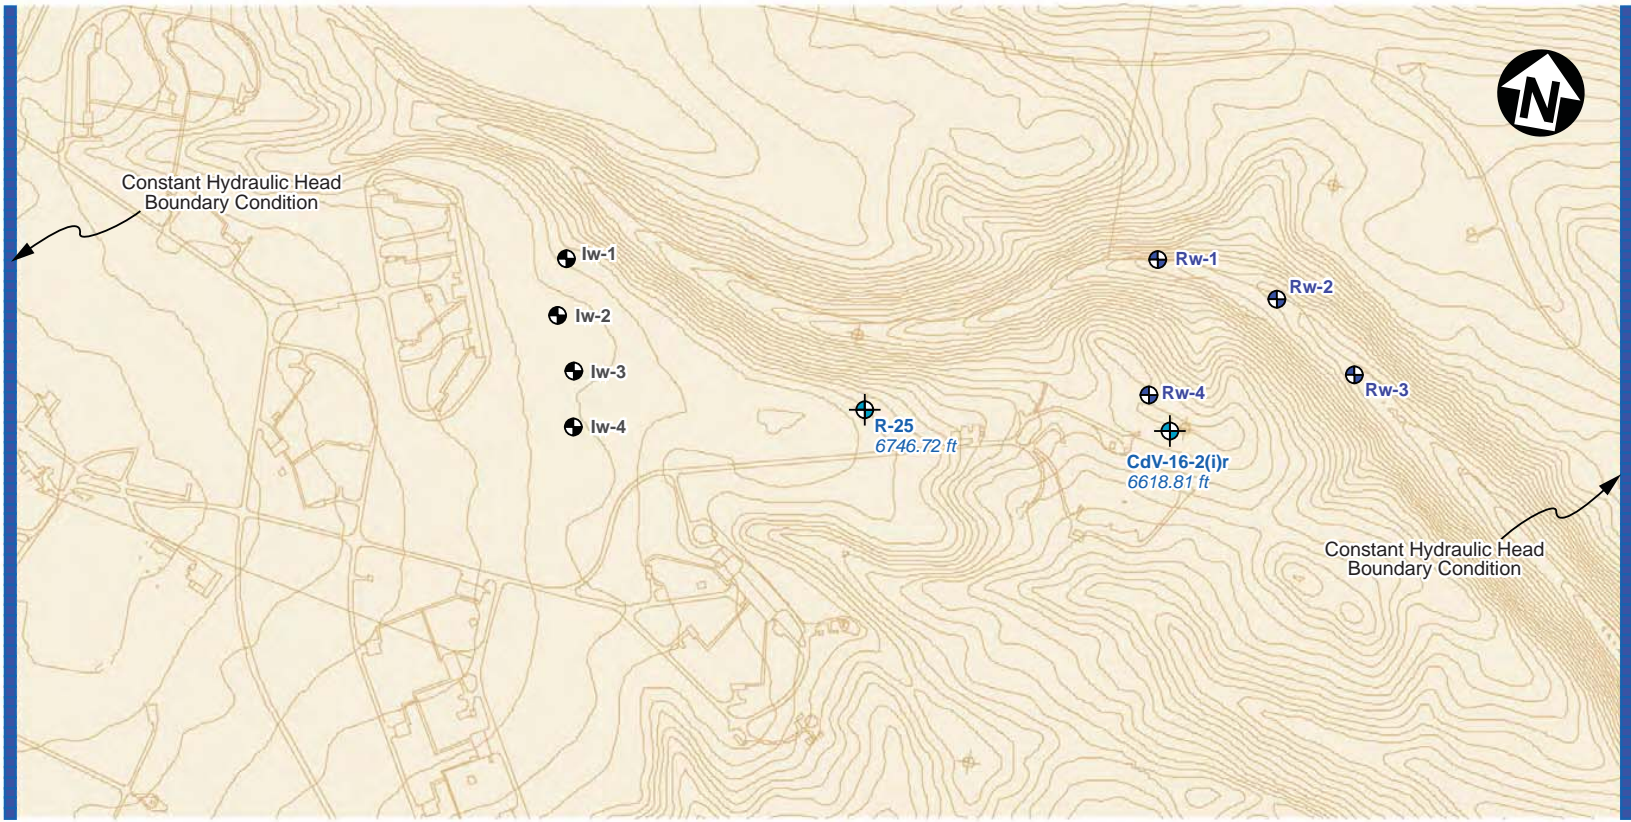 N
Constant Hydraulic Head
Boundary Condition
Iw-1
Iw-2
Iw-3
Iw-4
Rw-1
Rw-2
Rw-3
Rw-4
R-25
6746.72 ft
CdV-16-2(i)r
6618.81 ft
Constant Hydraulic Head
Boundary Condition